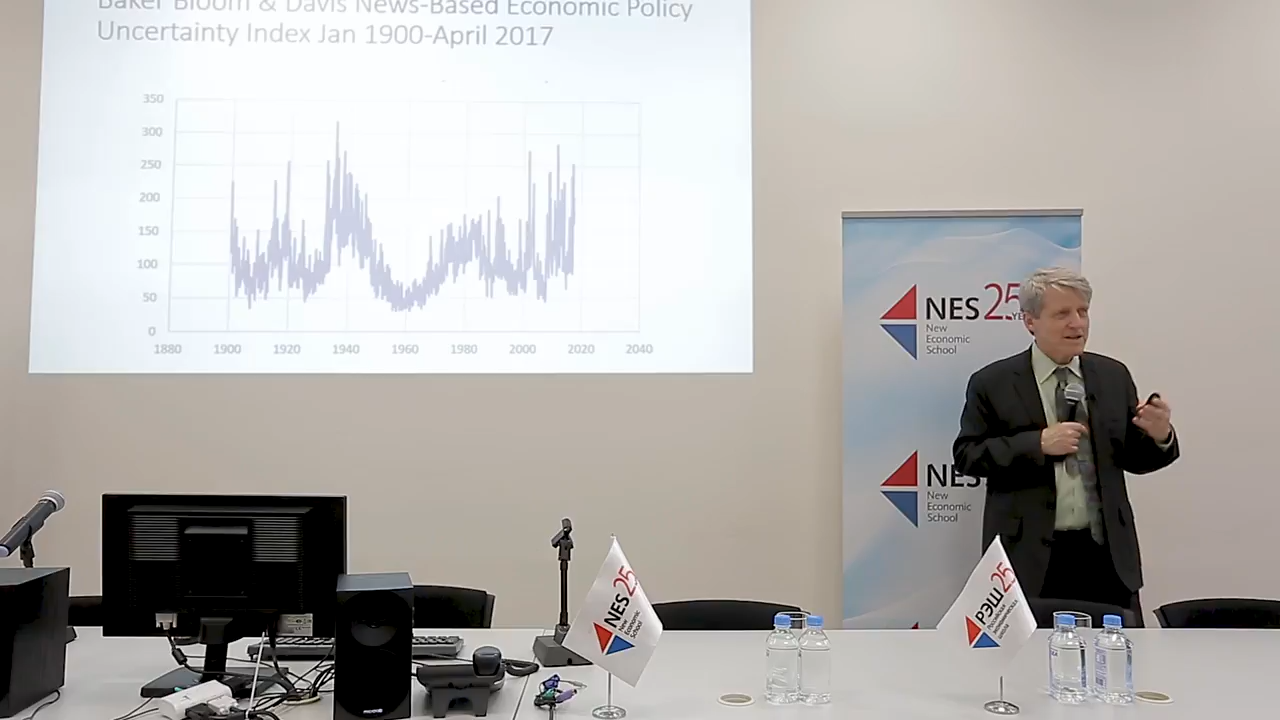 Baker Bloom & Davis News-Based Economic Policy
Uncertainty Index Jan 1900-April 2017
350
300
250
200
150
100
50
0
1880 1900 1920 1940 1960 1980 2000 2020 2040
NES 25
New
Economic
School
NES
New
Economic
School
NES 25
New
Economic
School
РЭШ 25